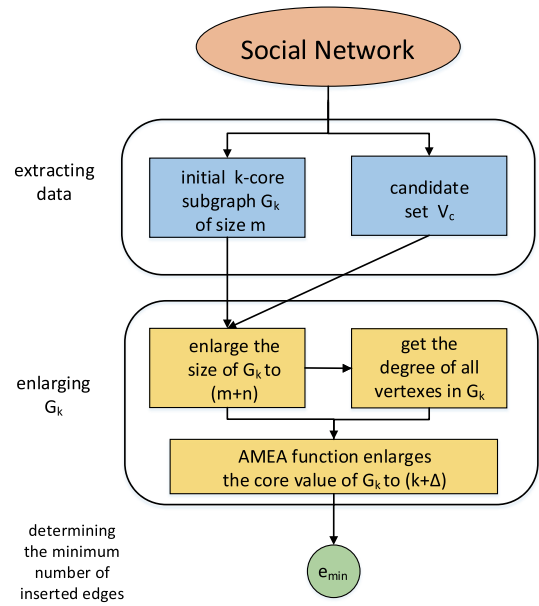 Social Network
extracting
data
initial k-core
subgraph Gk
of size m
candidate
set Vc
enlarging
Gk
enlarge the
size of Gk to
(m+n)
get the
degree of all
vertexes in Gk
AMEA function enlarges
the core value of Gk to (k+Δ)
determining
the minimum
number of
inserted edges
emin